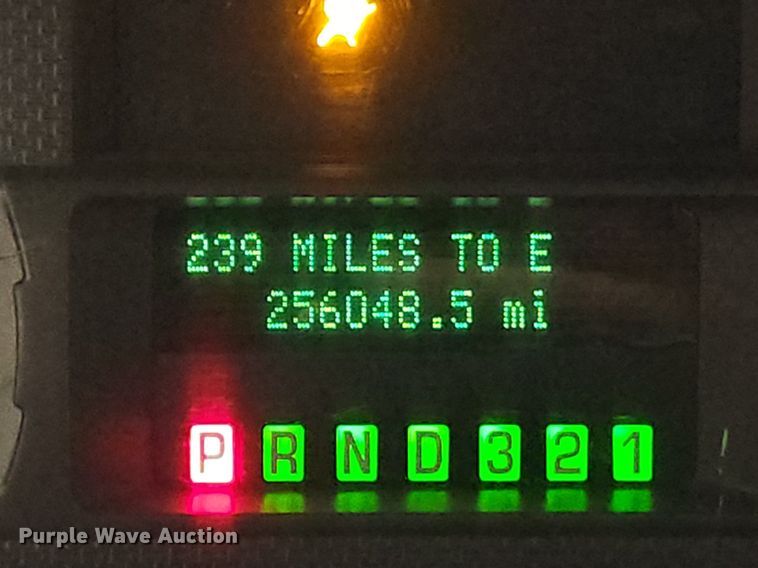 239 MILES TO E
256048.5 mi
P R N D 3 2 1
Purple Wave Auction